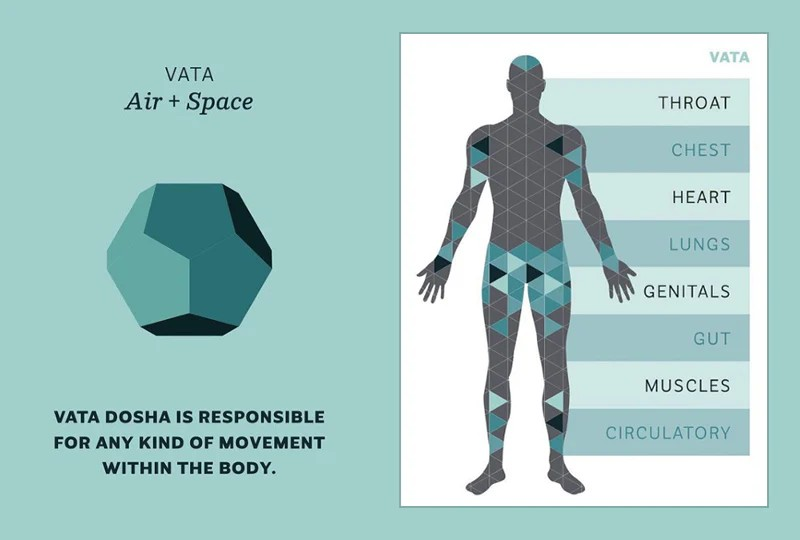 VATA
Air + Space
VATA DOSHA IS RESPONSIBLE
FOR ANY KIND OF MOVEMENT
WITHIN THE BODY.
VATA
THROAT
CHEST
HEART
LUNGS
GENITALS
GUT
MUSCLES
CIRCULATORY